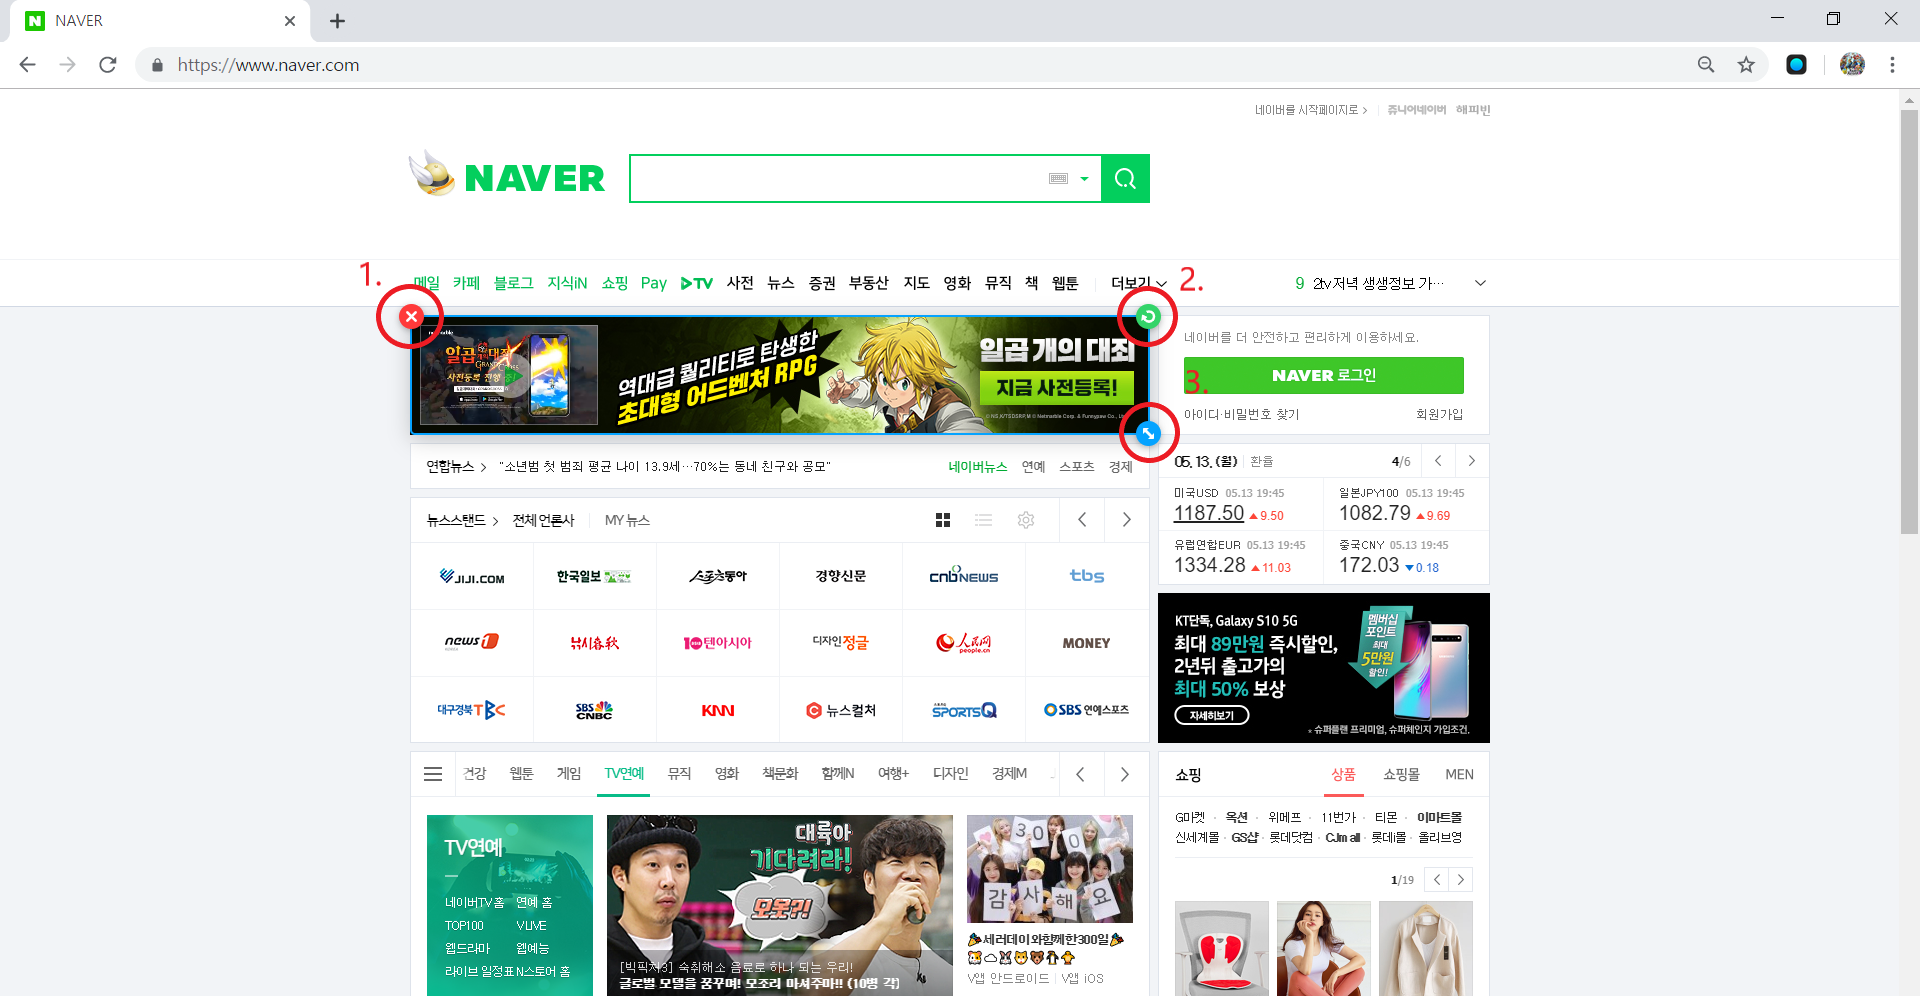 NAVER
https://www.naver.com
네이버를 시작페이지로 >
쥬니어네이버 해피빈
NAVER
1.
메일 카페 블로그 지식iN 쇼핑 Pay TV 사전 뉴스 증권 부동산 지도 영화 뮤직 책 웹툰 더보기
2.
9 2tv저녁 생생정보 가…
일곱 개의 대죄
GRAND CROSS
사전등록 진행 중!
역대급 퀄리티로 탄생한
초대형 어드벤처 RPG
일곱 개의 대죄
지금 사전등록!
네이버를 더 안전하고 편리하게 이용하세요.
3.
NAVER 로그인
아이디·비밀번호 찾기 회원가입
연합뉴스 > "소년범 첫 범죄 평균 나이 13.9세…70%는 동네 친구와 공모"
네이버뉴스 연예 스포츠 경제
05.13.(월) 환율 4/6
미국USD 05.13 19:45
1187.50 ▲9.50
일본JPY100 05.13 19:45
1082.79 ▲9.69
유럽연합EUR 05.13 19:45
1334.28 ▲11.03
중국CNY 05.13 19:45
172.03 ▼0.18
뉴스스탠드 > 전체 언론사 MY 뉴스
JIJI.COM 한국일보 스포츠동아 경향신문 CNBNEWS tbs
news1 낚시春秋 10텐아시아 디자인정글 人民网 people.cn MONEY
대구경북TBC SBS CNBC KNN 뉴스컬처 SPORTSQ SBS연예스포츠
KT단독, Galaxy S10 5G
최대 89만원 즉시할인,
2년뒤 출고가의
최대 50% 보상
자세히보기
멤버십
포인트
최대
5만원
할인!
* 슈퍼플랜 프리미엄, 슈퍼체인지 가입조건.
건강 웹툰 게임 TV연예 뮤직 영화 책문화 함께N 여행+ 디자인 경제M
TV연예
네이버TV홈 연예 홈
TOP100 VLIVE
웹드라마 웹예능
라이브 일정표 N스토어 홈
대륙아
기다려라!
모못?!
[빅픽처3] 숙취해소 음료로 하나 되는 우리!
글로벌 모델을 꿈꾸며! 모조리 마셔주마!! (10병 각)
300
감사해요
세러데이와함께한300일
V앱 안드로이드 | V앱 iOS
쇼핑 상품 쇼핑몰 MEN
G마켓 · 옥션 · 위메프 · 11번가 · 티몬 · 이마트몰
신세계몰 · GS샵 · 롯데닷컴 · CJmall · 롯데i몰 · 올리브영
1/19